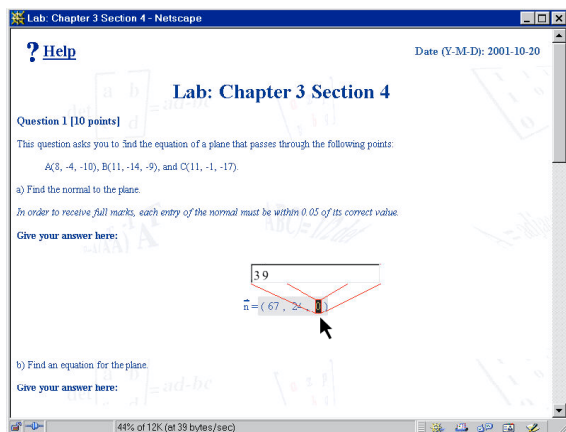 Lab: Chapter 3 Section 4 - Netscape
? Help
Date (Y-M-D): 2001-10-20
Lab: Chapter 3 Section 4
Question 1 [10 points]
This question asks you to find the equation of a plane that passes through the following points:
A(8, -4, -10), B(11, -14, -9), and C(11, -1, -17).
a) Find the normal to the plane.
In order to receive full marks, each entry of the normal must be within 0.05 of its correct value.
Give your answer here:
39
n = ( 67 , 24 , 0 )
b) Find an equation for the plane.
Give your answer here:
44% of 12K (at 39 bytes/sec)